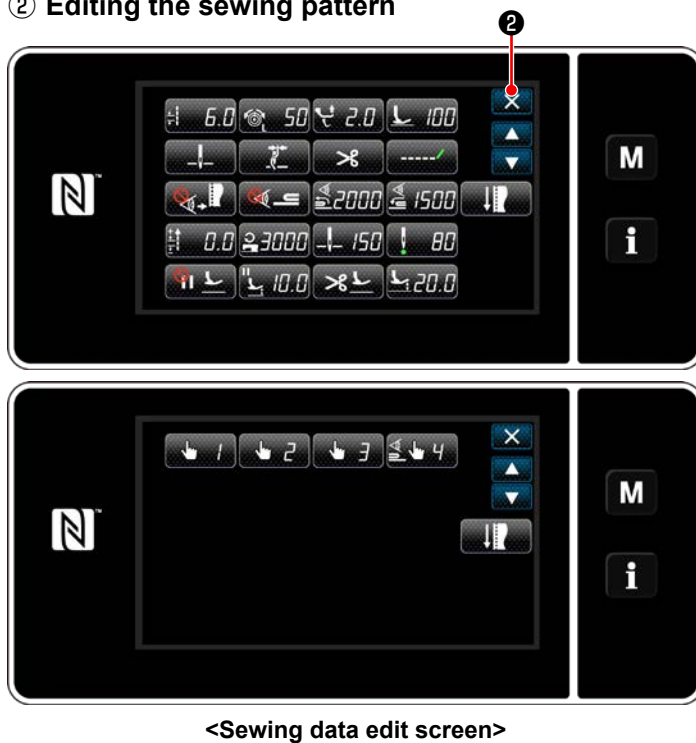 ② Editing the sewing pattern
❷
6.0 50 2.0 100
M
2000 1500
i
0.0 3000 150 80
10.0 20.0
1 2 3 4
M
i
<Sewing data edit screen>